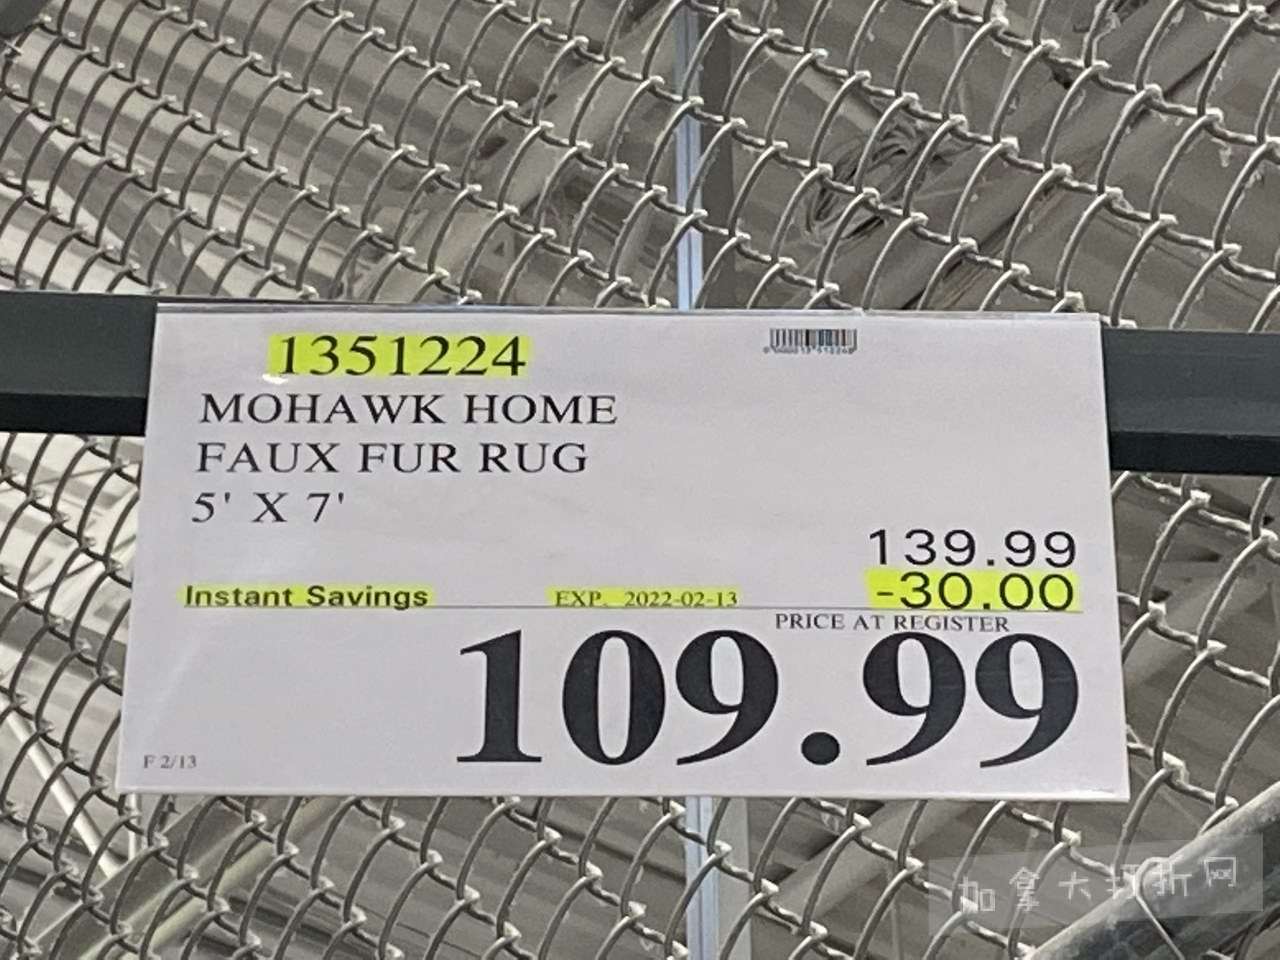 1351224
MOHAWK HOME
FAUX FUR RUG
5' X 7'
139.99
Instant Savings EXP. 2022-02-13 -30.00
PRICE AT REGISTER
109.99
F 2/13
加拿大打折网